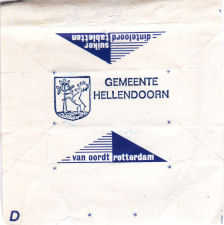 suiker
tabletten
dinteloord
GEMEENTE
HELLENDOORN
van oordt rotterdam
D